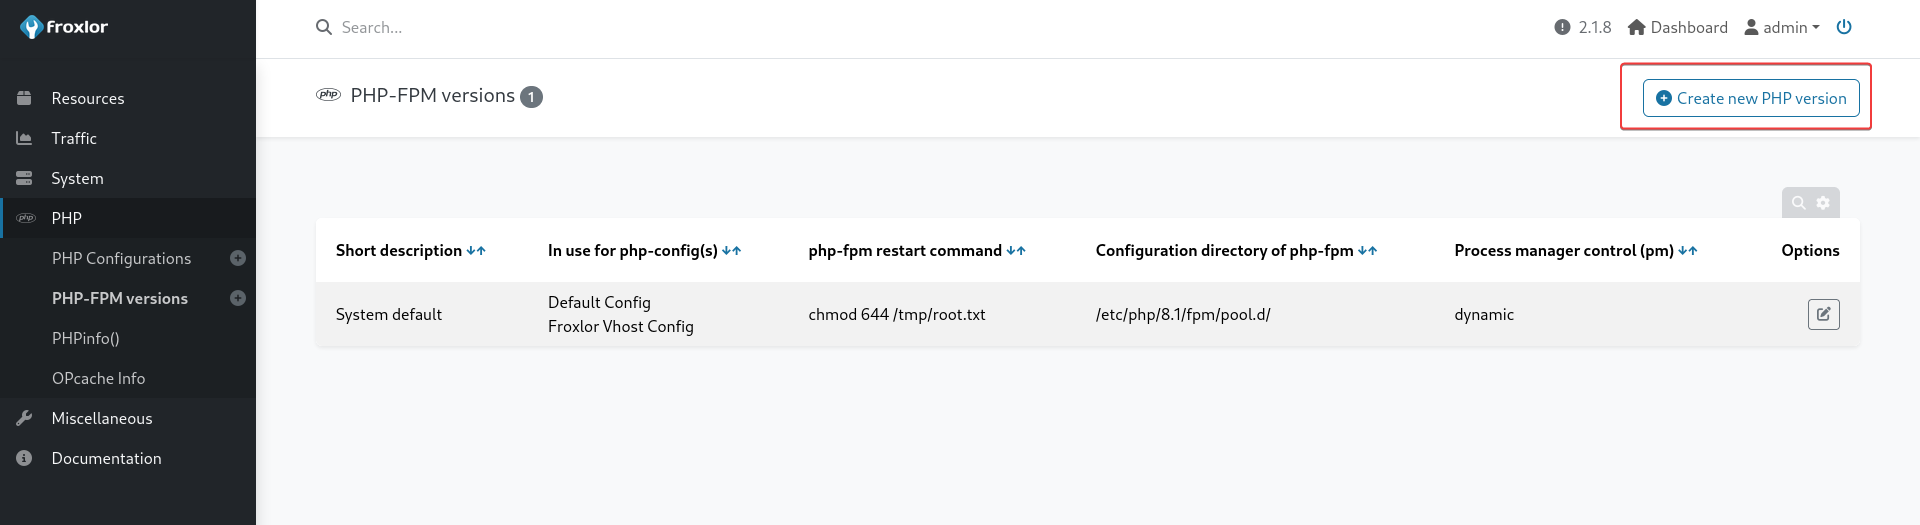 froxlor
Search...
2.1.8 Dashboard admin
php PHP-FPM versions 1
Create new PHP version
Resources
Traffic
System
php PHP
PHP Configurations
PHP-FPM versions
PHPinfo()
OPcache Info
Miscellaneous
Documentation
Short description In use for php-config(s) php-fpm restart command Configuration directory of php-fpm Process manager control (pm) Options
System default Default Config chmod 644 /tmp/root.txt /etc/php/8.1/fpm/pool.d/ dynamic
Froxlor Vhost Config